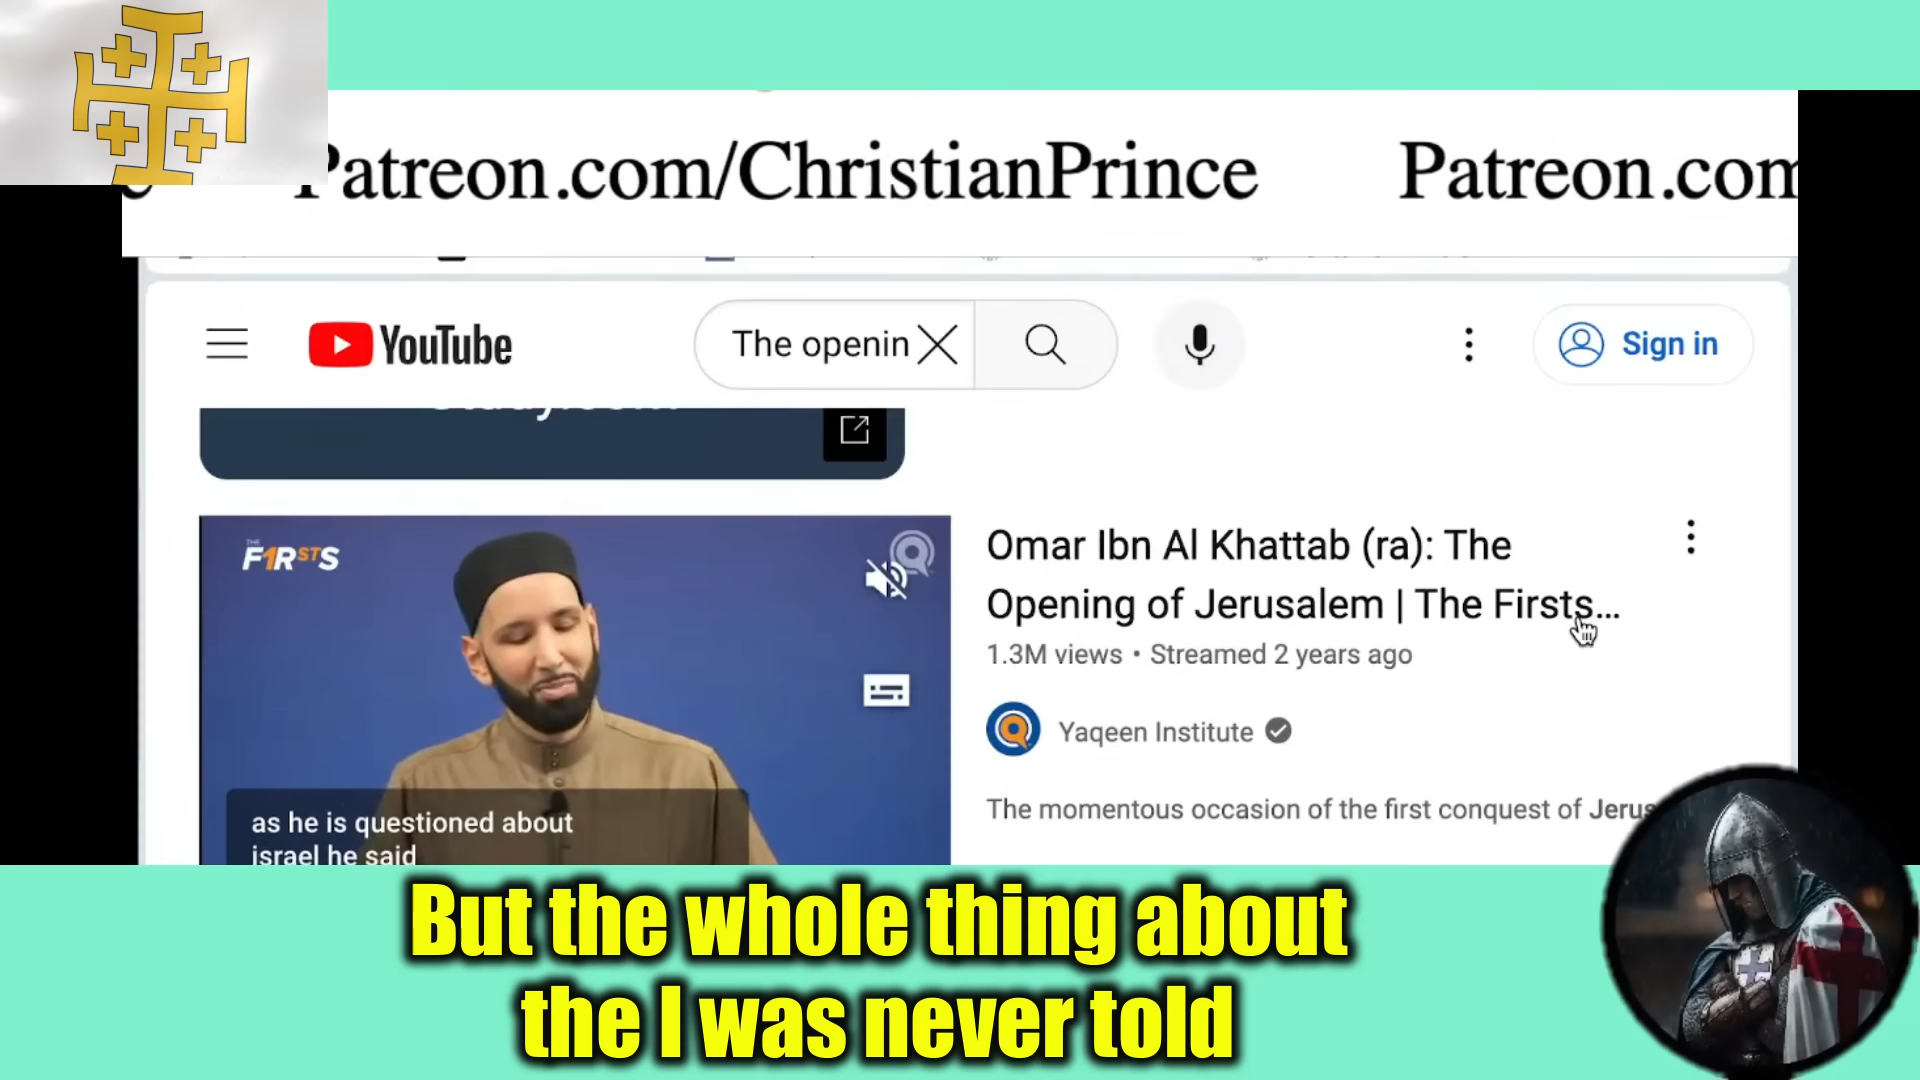 Patreon.com/ChristianPrince Patreon.com
YouTube
The openin
Sign in
THE
F1RSTS
Omar Ibn Al Khattab (ra): The
Opening of Jerusalem | The Firsts...
1.3M views • Streamed 2 years ago
Yaqeen Institute
The momentous occasion of the first conquest of Jerus
as he is questioned about
israel he said
But the whole thing about
the I was never told